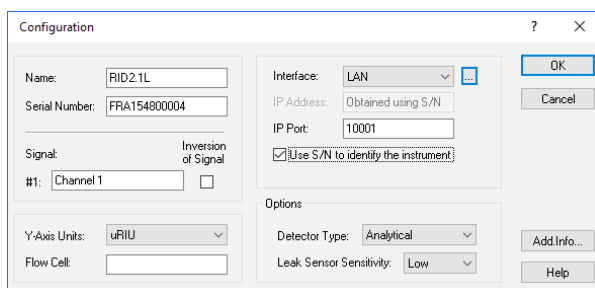 Configuration
? ×
Name: RID2.1L
Serial Number: FRA154800004
Signal: Inversion of Signal
#1: Channel 1
Y-Axis Units: uRIU
Flow Cell:
Interface: LAN ...
IP Address: Obtained using S/N
IP Port: 10001
Use S/N to identify the instrument
Options
Detector Type: Analytical
Leak Sensor Sensitivity: Low
OK
Cancel
Add.Info...
Help